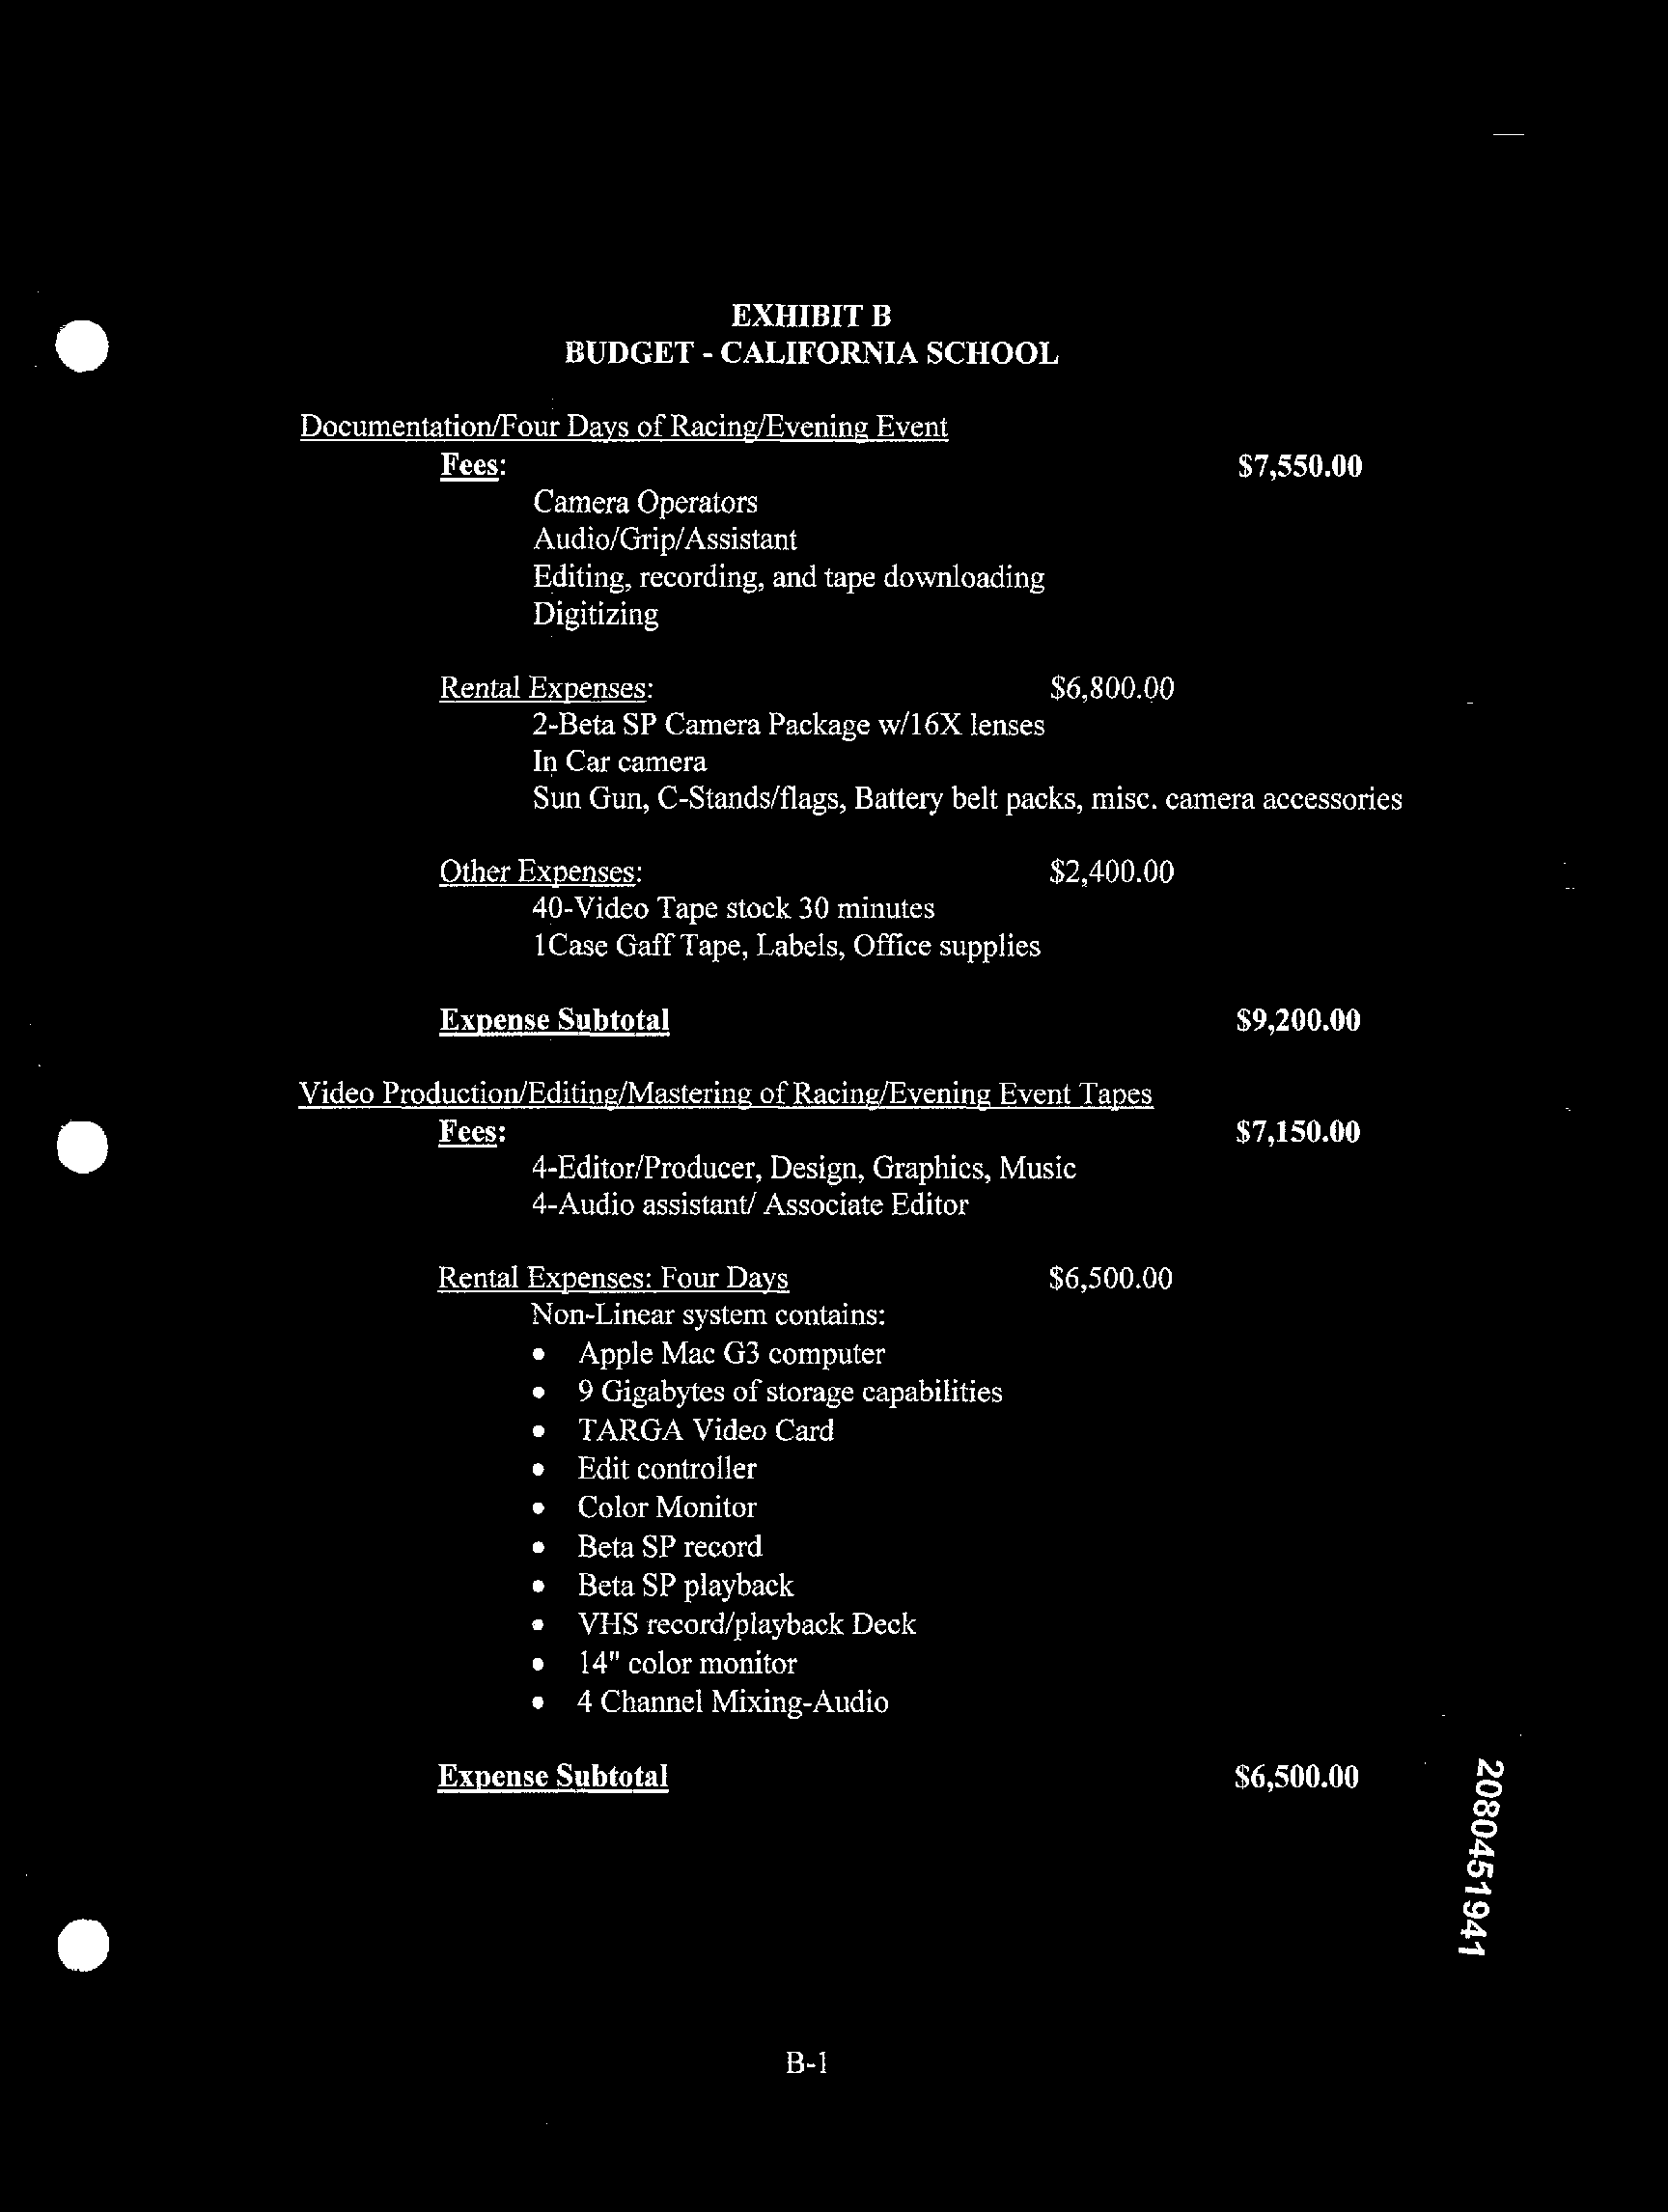 EXHIBIT B
BUDGET - CALIFORNIA SCHOOL
Documentation/Four Days of Racing/Evening Event
Fees: $7,550.00
Camera Operators
Audio/Grip/Assistant
Editing, recording, and tape downloading
Digitizing
Rental Expenses: $6,800.00
2-Beta SP Camera Package w/16X lenses
In Car camera
Sun Gun, C-Stands/flags, Battery belt packs, misc. camera accessories
Other Expenses: $2,400.00
40-Video Tape stock 30 minutes
1Case Gaff Tape, Labels, Office supplies
Expense Subtotal $9,200.00
Video Production/Editing/Mastering of Racing/Evening Event Tapes
Fees: $7,150.00
4-Editor/Producer, Design, Graphics, Music
4-Audio assistant/ Associate Editor
Rental Expenses: Four Days $6,500.00
Non-Linear system contains:
• Apple Mac G3 computer
• 9 Gigabytes of storage capabilities
• TARGA Video Card
• Edit controller
• Color Monitor
• Beta SP record
• Beta SP playback
• VHS record/playback Deck
• 14" color monitor
• 4 Channel Mixing-Audio
Expense Subtotal $6,500.00
2080451941
B-1